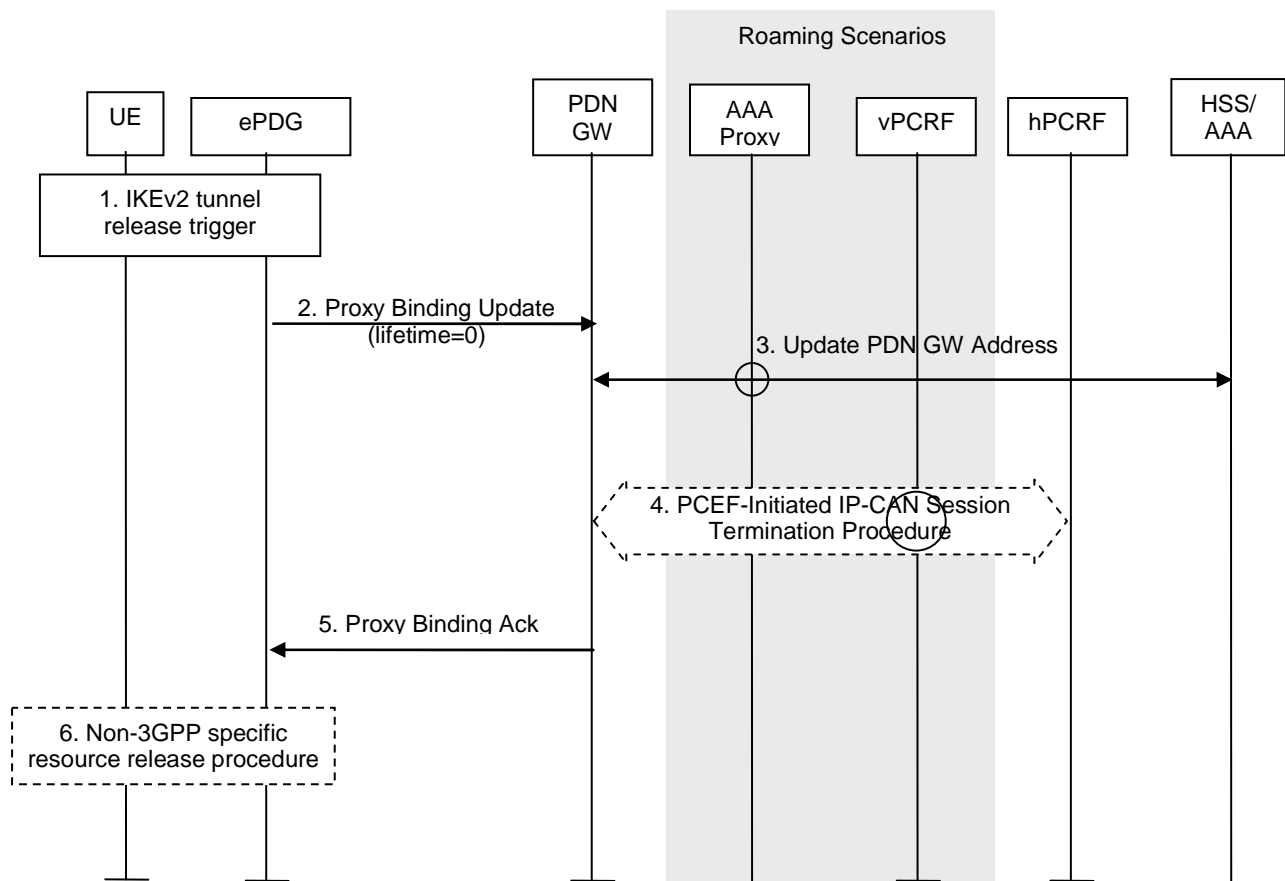 Roaming Scenarios
UE
ePDG
PDN
GW
AAA
Proxy
vPCRF
hPCRF
HSS/
AAA
1. IKEv2 tunnel
release trigger
2. Proxy Binding Update
(lifetime=0)
3. Update PDN GW Address
4. PCEF-Initiated IP-CAN Session
Termination Procedure
5. Proxy Binding Ack
6. Non-3GPP specific
resource release procedure